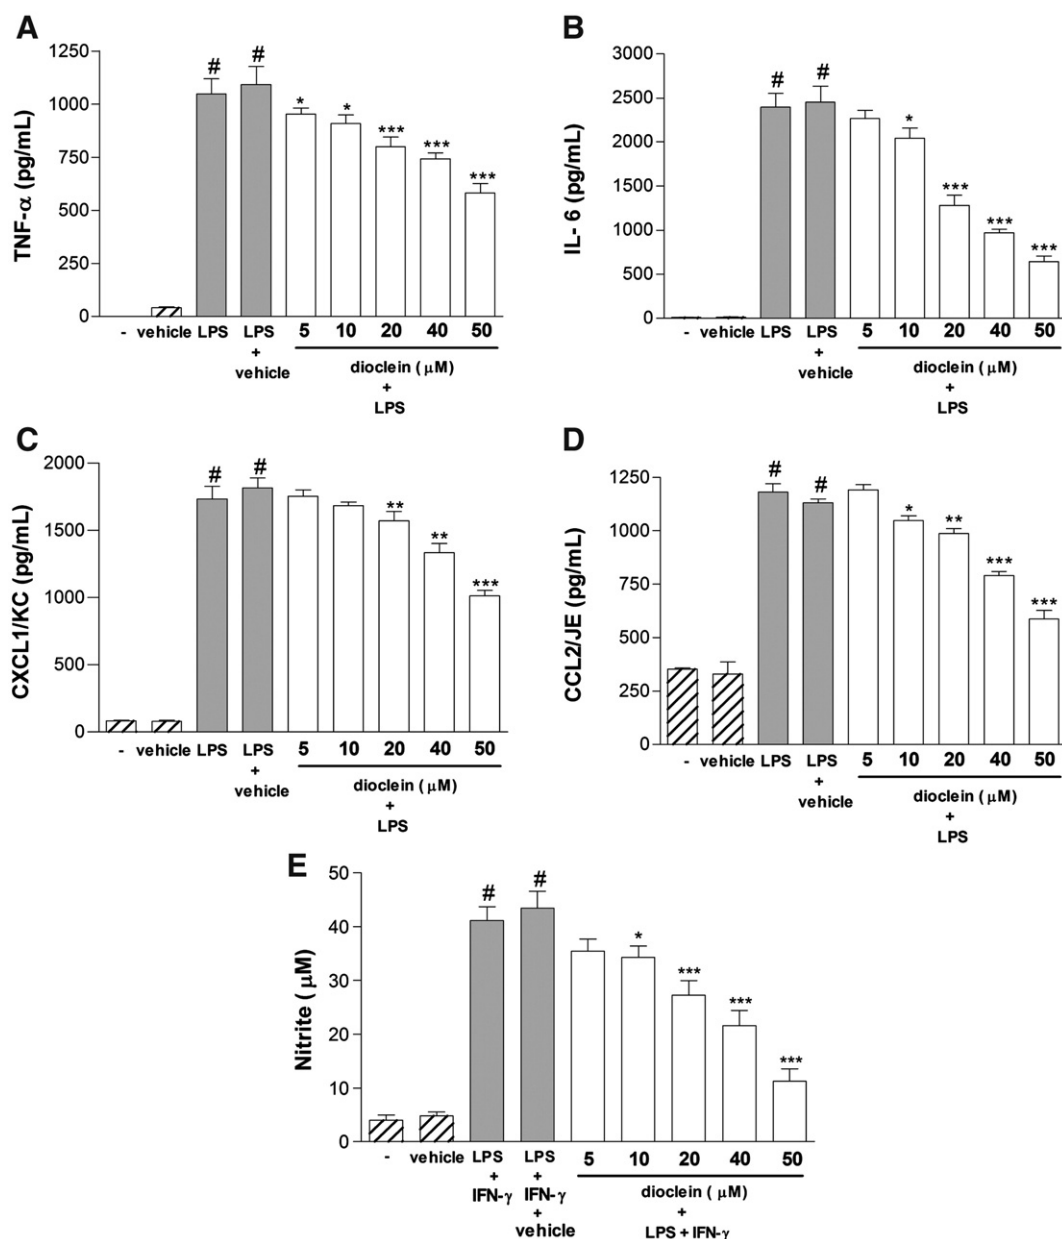 A
TNF-α (pg/mL)
1250
1000
750
500
250
0
# # * * *** *** ***
- vehicle LPS LPS 5 10 20 40 50
+
vehicle
dioclein ( μM)
+
LPS
B
IL- 6 (pg/mL)
3000
2500
2000
1500
1000
500
0
# # * *** *** ***
- vehicle LPS LPS 5 10 20 40 50
+
vehicle
dioclein ( μM)
+
LPS
C
CXCL1/KC (pg/mL)
2000
1500
1000
500
0
# # ** ** ***
- vehicle LPS LPS 5 10 20 40 50
+
vehicle
dioclein ( μM)
+
LPS
D
CCL2/JE (pg/mL)
1250
1000
750
500
250
0
# # * ** *** ***
- vehicle LPS LPS 5 10 20 40 50
+
vehicle
dioclein ( μM)
+
LPS
E
Nitrite ( μM)
50
40
30
20
10
0
# # * *** *** ***
- vehicle LPS LPS 5 10 20 40 50
+ +
IFN-γ IFN-γ
+
vehicle
dioclein ( μM)
+
LPS + IFN-γ